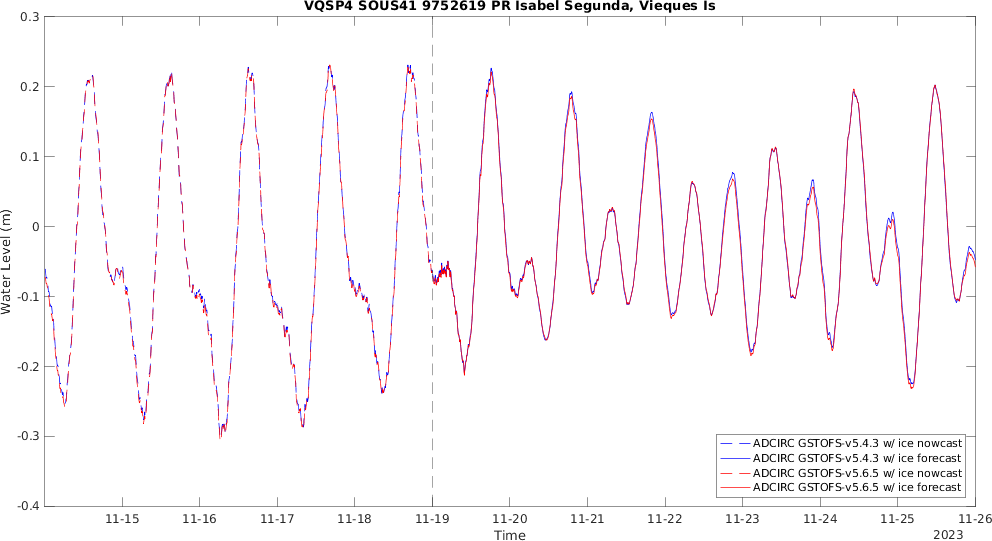 VQSP4 SOUS41 9752619 PR Isabel Segunda, Vieques Is
Water Level (m)
0.3
0.2
0.1
0
-0.1
-0.2
-0.3
-0.4
ADCIRC GSTOFS-v5.4.3 w/ ice nowcast
ADCIRC GSTOFS-v5.4.3 w/ ice forecast
ADCIRC GSTOFS-v5.6.5 w/ ice nowcast
ADCIRC GSTOFS-v5.6.5 w/ ice forecast
11-15 11-16 11-17 11-18 11-19 11-20 11-21 11-22 11-23 11-24 11-25 11-26
Time
2023